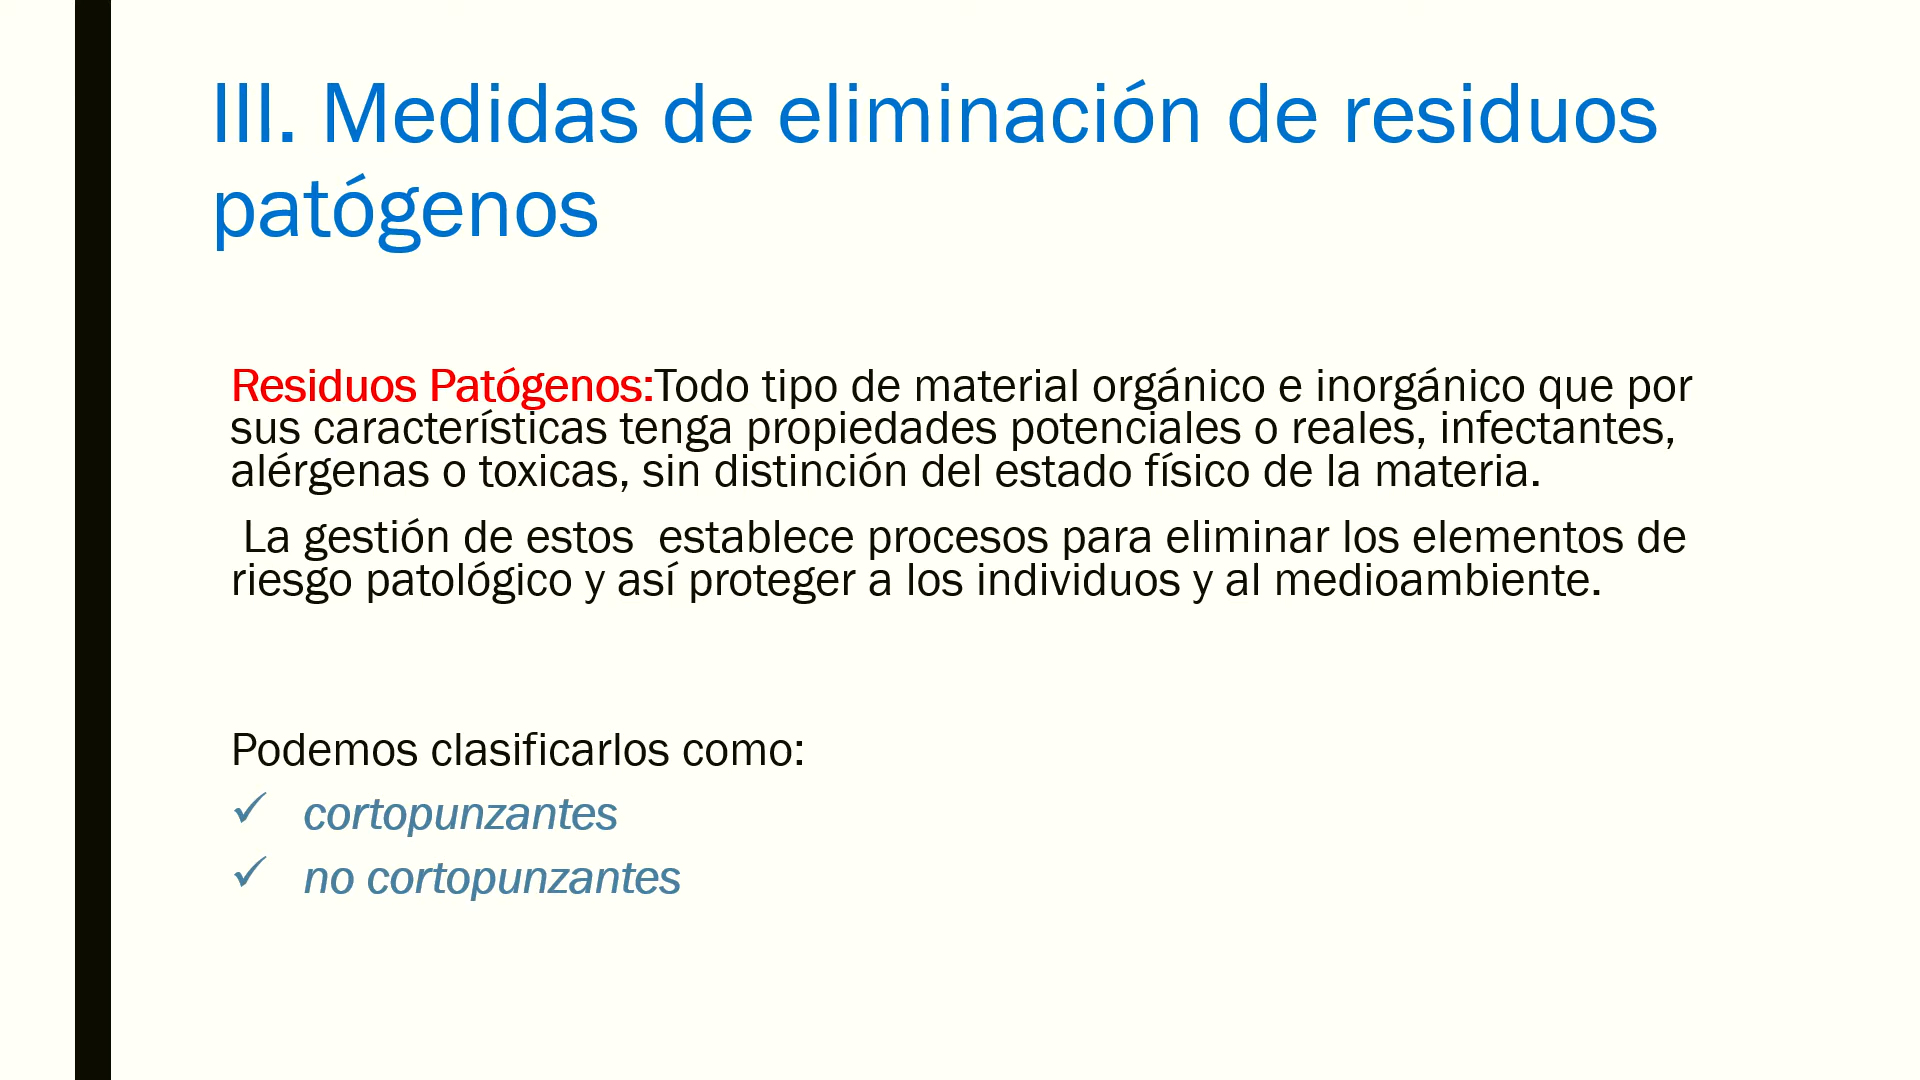 III. Medidas de eliminación de residuos
patógenos
Residuos Patógenos:Todo tipo de material orgánico e inorgánico que por
sus características tenga propiedades potenciales o reales, infectantes,
alérgenas o toxicas, sin distinción del estado físico de la materia.
La gestión de estos  establece procesos para eliminar los elementos de
riesgo patológico y así proteger a los individuos y al medioambiente.
Podemos clasificarlos como:
✓ cortopunzantes
✓ no cortopunzantes